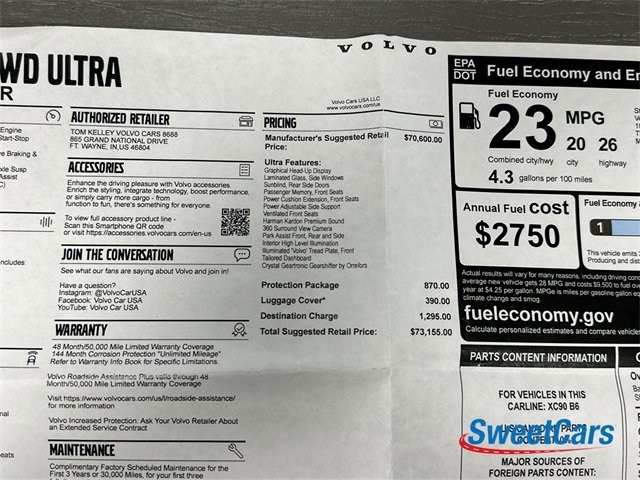 VOLVO
WD ULTRA
R
Engine
Start-Stop
ve Braking &
xle Susp
Assist
C)
ncludes:
els
eats
AUTHORIZED RETAILER
TOM KELLEY VOLVO CARS 8688
865 GRAND NATIONAL DRIVE
FT. WAYNE, IN,US 46804
ACCESSORIES
Enhance the driving pleasure with Volvo accessories.
Enrich the styling, integrate technology, boost performance,
or simply carry more cargo - from
function to fun, there's something for everyone.
To view full accessory product line -
Scan this Smartphone QR code
or visit https://accessories.volvocars.com/en-us
JOIN THE CONVERSATION
See what our fans are saying about Volvo and join in!
Have a question?
Instagram: @VolvoCarUSA
Facebook: Volvo Car USA
YouTube: Volvo Car USA
WARRANTY
48 Month/50,000 Mile Limited Warranty Coverage
144 Month Corrosion Protection "Unlimited Mileage"
Refer to Warranty Info Book for Specific Limitations.
Volvo Roadside Assistance Plus valid through 48
Month/50,000 Mile Limited Warranty Coverage
Visit https://www.volvocars.com/us/l/roadside-assistance/
for more information
Volvo Increased Protection: Ask Your Volvo Retailer About
an Extended Service Contract
MAINTENANCE
Complimentary Factory Scheduled Maintenance for the
First 3 Years or 30,000 Miles, for your first three
Volvo Cars USA LLC
www.volvocars.com/us
PRICING
Manufacturer's Suggested Retail $70,600.00
Price:
Ultra Features:
Graphical Head-Up Display
Laminated Glass, Side Windows
Sunblind, Rear Side Doors
Passenger Memory, Front Seats
Power Cushion Extension, Front Seats
Power Adjustable Side Support
Ventilated Front Seats
Harman Kardon Premium Sound
360 Surround View Camera
Park Assist Front, Rear and Side
Interior High Level Illumination
Illuminated 'Volvo' Tread Plate, Front
Tailored Dashboard
Crystal Geartronic Gearshifter by Orrefors
Protection Package 870.00
Luggage Cover* 390.00
Destination Charge 1,295.00
Total Suggested Retail Price: $73,155.00
EPA
DOT
Fuel Economy and En
Fuel Economy
23 MPG
20 26
Combined city/hwy city highway
4.3 gallons per 100 miles
Annual Fuel cost
$2750
Fuel Economy &
1
This vehicle emits
Actual results will vary for many reasons, including driving con
average new vehicle gets 28 MPG and costs $9,500 to fuel ov
year at $4.25 per gallon. MPGe is miles per gasoline gallon e
climate change and smog.
fueleconomy.gov
Calculate personalized estimates and compare vehicles
PARTS CONTENT INFORMATION
FOR VEHICLES IN THIS
CARLINE: XC90 B6
MAJOR SOURCES OF
FOREIGN PARTS CONTENT:
SweetCars